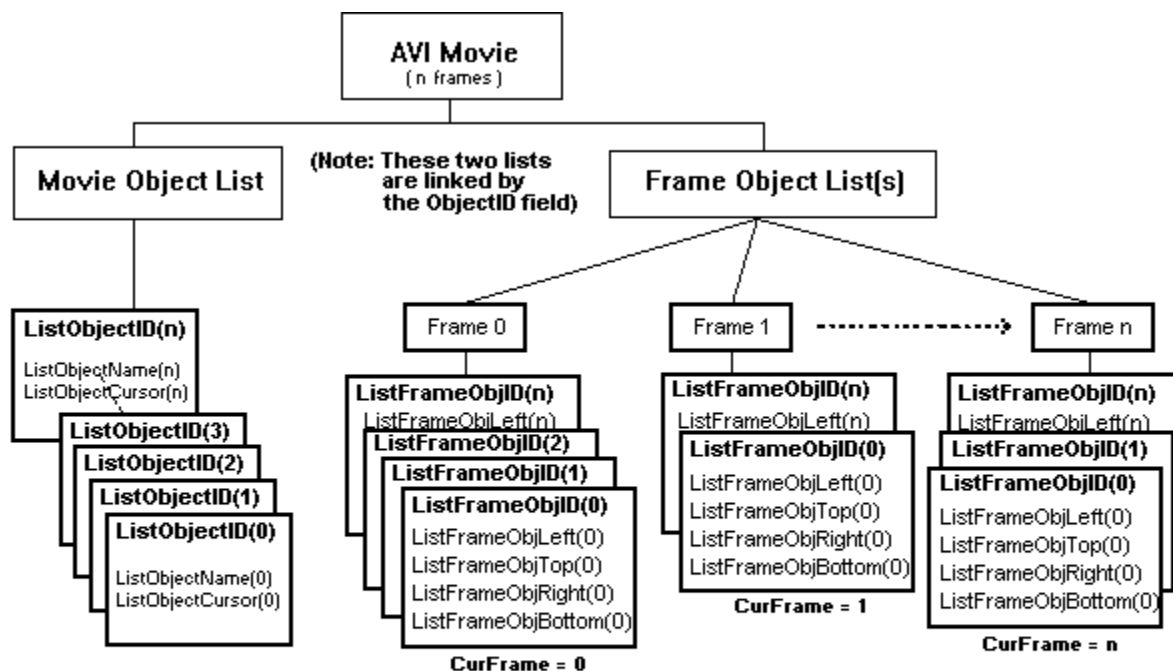 AVI Movie
( n frames )
Movie Object List
(Note: These two lists
are linked by
the ObjectID field)
Frame Object List(s)
ListObjectID(n)
ListObjectName(n)
ListObjectCursor(n)
ListObjectID(3)
ListObjectID(2)
ListObjectID(1)
ListObjectID(0)
ListObjectName(0)
ListObjectCursor(0)
Frame 0
ListFrameObjID(n)
ListFrameObjLeft(n)
ListFrameObjID(2)
ListFrameObjID(1)
ListFrameObjID(0)
ListFrameObjLeft(0)
ListFrameObjTop(0)
ListFrameObjRight(0)
ListFrameObjBottom(0)
CurFrame = 0
Frame 1
ListFrameObjID(n)
ListFrameObjLeft(n)
ListFrameObjID(0)
ListFrameObjLeft(0)
ListFrameObjTop(0)
ListFrameObjRight(0)
ListFrameObjBottom(0)
CurFrame = 1
Frame n
ListFrameObjID(n)
ListFrameObjLeft(n)
ListFrameObjID(1)
ListFrameObjID(0)
ListFrameObjLeft(0)
ListFrameObjTop(0)
ListFrameObjRight(0)
ListFrameObjBottom(0)
CurFrame = n